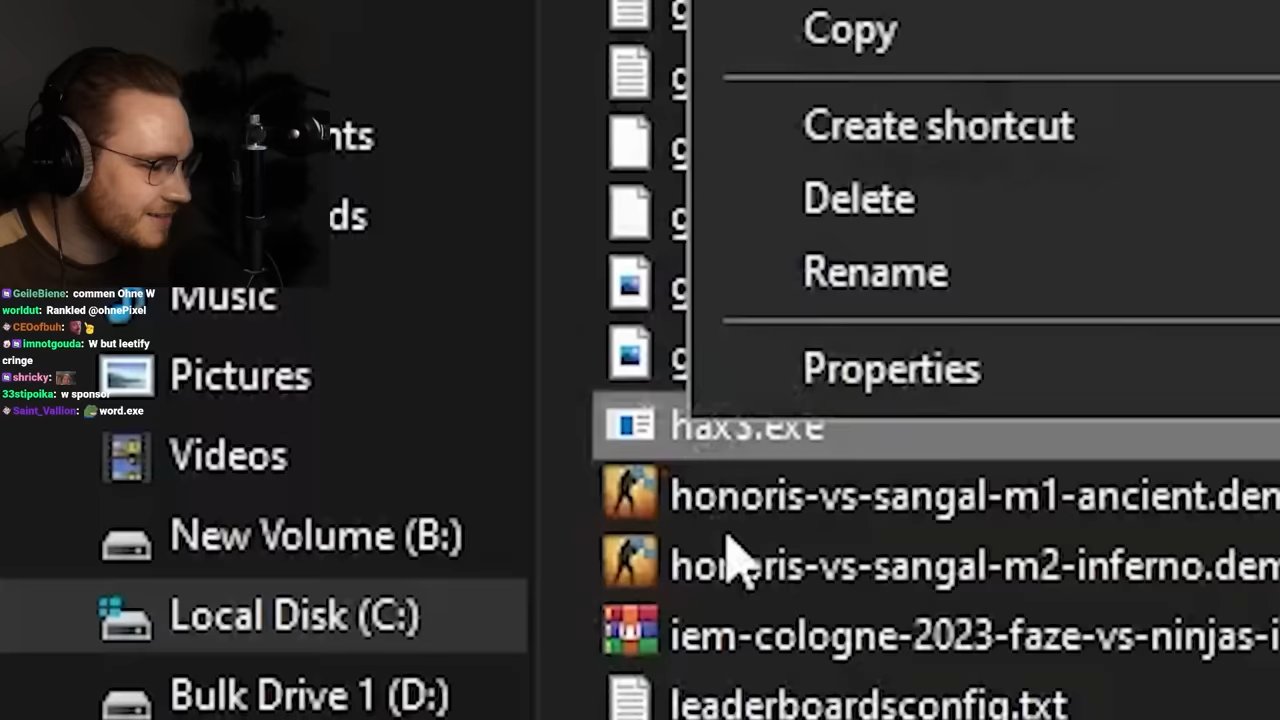 Copy
Create shortcut
Delete
Rename
Properties
nts
ds
Music
Pictures
Videos
New Volume (B:)
Local Disk (C:)
Bulk Drive 1 (D:)
g
g
g
g
g
g
hax3.exe
honoris-vs-sangal-m1-ancient.den
honoris-vs-sangal-m2-inferno.den
iem-cologne-2023-faze-vs-ninjas-i
leaderboardsconfig.txt
GeileBiene: commen Ohne W
worldut: Rankled @ohnePixel
CEOofbuh:
imnotgouda: W but leetify
cringe
shricky:
33stipoika: w sponsor
Saint_Vallion: word.exe